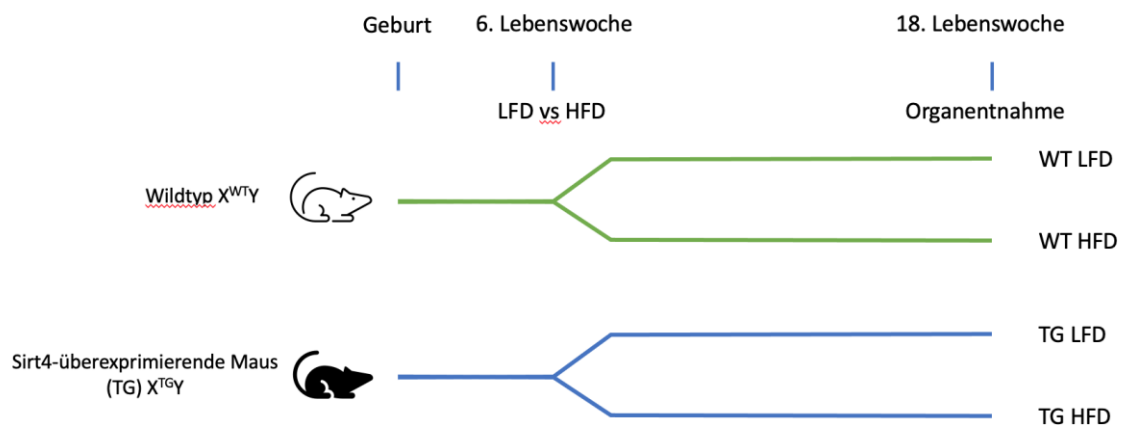 Geburt
6. Lebenswoche
18. Lebenswoche
LFD vs HFD
Organentnahme
WT LFD
Wildtyp XᵂᵀY
WT HFD
TG LFD
Sirt4-überexprimierende Maus
(TG) XᵀᴳY
TG HFD